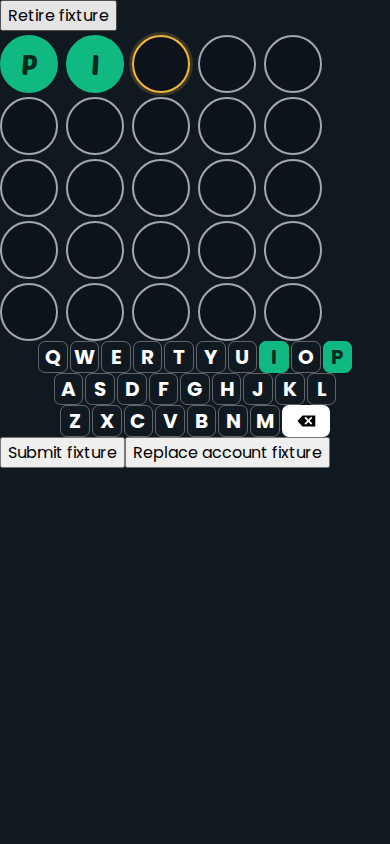 Retire fixture
P I
Q W E R T Y U I O P
A S D F G H J K L
Z X C V B N M
Submit fixture Replace account fixture